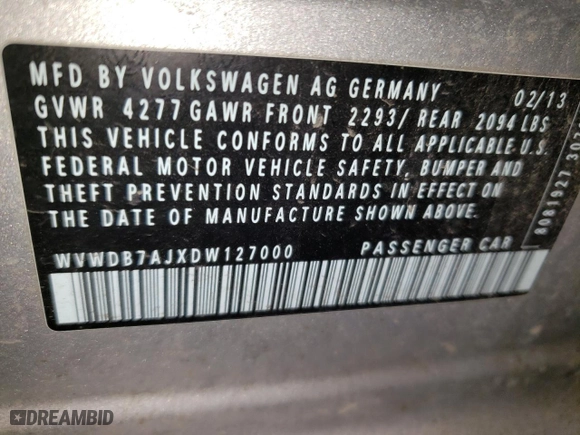 MFD BY VOLKSWAGEN AG GERMANY 02/13
GVWR 4277 GAWR FRONT 2293/ REAR 2094 LBS
THIS VEHICLE CONFORMS TO ALL APPLICABLE U.S.
FEDERAL MOTOR VEHICLE SAFETY, BUMPER AND
THEFT PREVENTION STANDARDS IN EFFECT ON
THE DATE OF MANUFACTURE SHOWN ABOVE.
WVWDB7AJXDW127000 PASSENGER CAR
8081927 30
DREAMBID